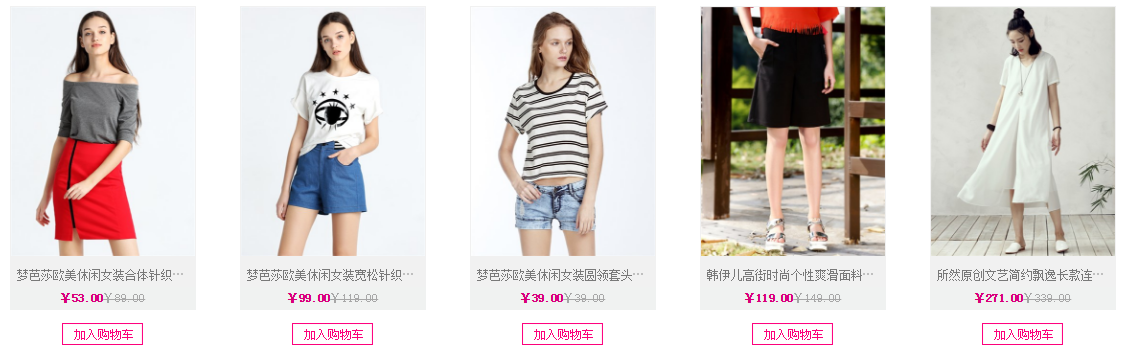 梦芭莎欧美休闲女装合体针织…
¥53.00¥89.00
加入购物车
梦芭莎欧美休闲女装宽松针织…
¥99.00¥119.00
加入购物车
梦芭莎欧美休闲女装圆领套头…
¥39.00¥39.00
加入购物车
韩伊儿高街时尚个性爽滑面料…
¥119.00¥149.00
加入购物车
所然原创文艺简约飘逸长款连…
¥271.00¥339.00
加入购物车